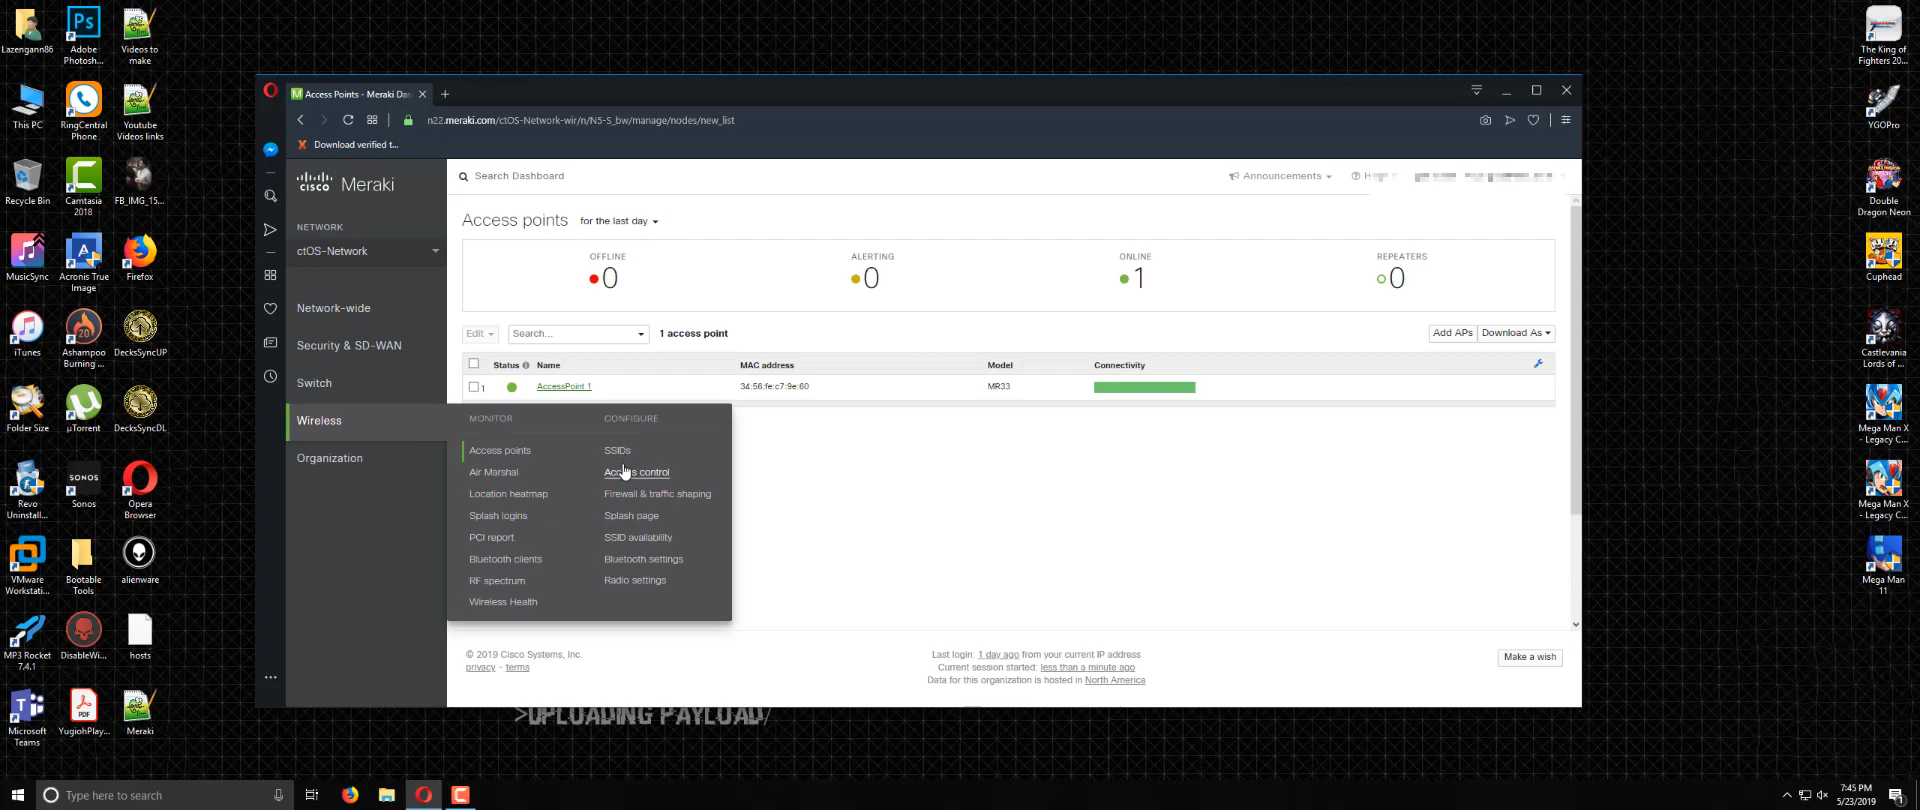 Lazengann86
Adobe
Photosh...
Videos to
make
This PC
RingCentral
Phone
Youtube
Videos links
Recycle Bin
Camtasia
2018
FB_IMG_15...
MusicSync
Acronis True
Image
Firefox
iTunes
Ashampoo
Burning ...
DecksSyncUP
Folder Size
µTorrent
DecksSyncDL
Revo
Uninstall...
SONOS
Sonos
Opera
Browser
VMware
Workstati...
Bootable
Tools
alienware
MP3 Rocket
7.4.1
DisableWi...
hosts
Microsoft
Teams
PDF
YugiohPlay...
Meraki
Access Points - Meraki Das
n22.meraki.com/ctOS-Network-wir/n/N5-S_bw/manage/nodes/new_list
Download verified t...
CISCO Meraki
NETWORK
ctOS-Network
Network-wide
Security & SD-WAN
Switch
Wireless
Organization
Search Dashboard
Announcements
Access points for the last day
OFFLINE
0
ALERTING
0
ONLINE
1
REPEATERS
0
Edit
Search...
1 access point
Add APs
Download As
Status Name MAC address Model Connectivity
1 AccessPoint 1 34:56:fe:c7:9e:60 MR33
MONITOR
Access points
Air Marshal
Location heatmap
Splash logins
PCI report
Bluetooth clients
RF spectrum
Wireless Health
CONFIGURE
SSIDs
Access control
Firewall & traffic shaping
Splash page
SSID availability
Bluetooth settings
Radio settings
© 2019 Cisco Systems, Inc.
privacy - terms
Last login: 1 day ago from your current IP address
Current session started: less than a minute ago
Data for this organization is hosted in North America
Make a wish
>UPLOADING PAYLOAD/
The King of
Fighters 20...
YGOPro
Double
Dragon Neon
Cuphead
Castlevania
Lords of ...
Mega Man X
- Legacy C...
Mega Man X
- Legacy C...
Mega Man
11
Type here to search
7:45 PM
5/23/2019